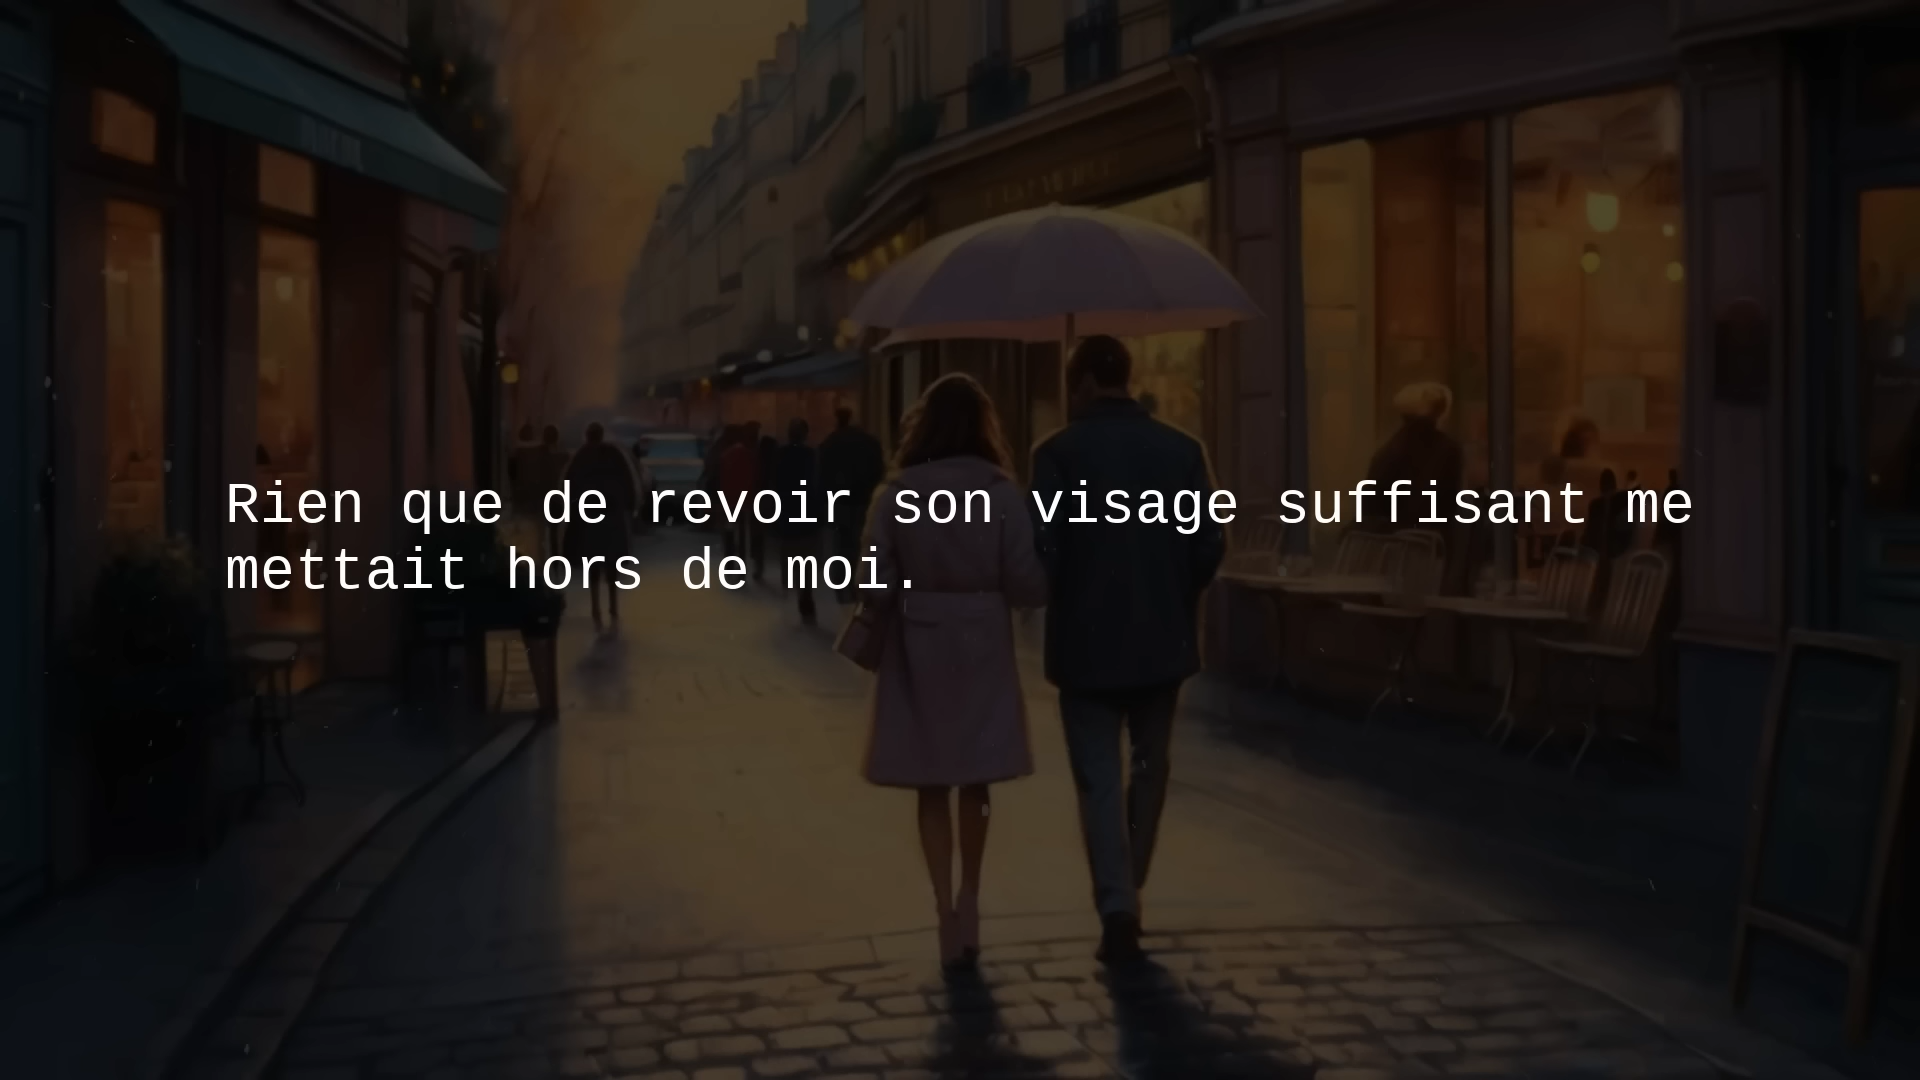 Rien que de revoir son visage suffisant me
mettait hors de moi.